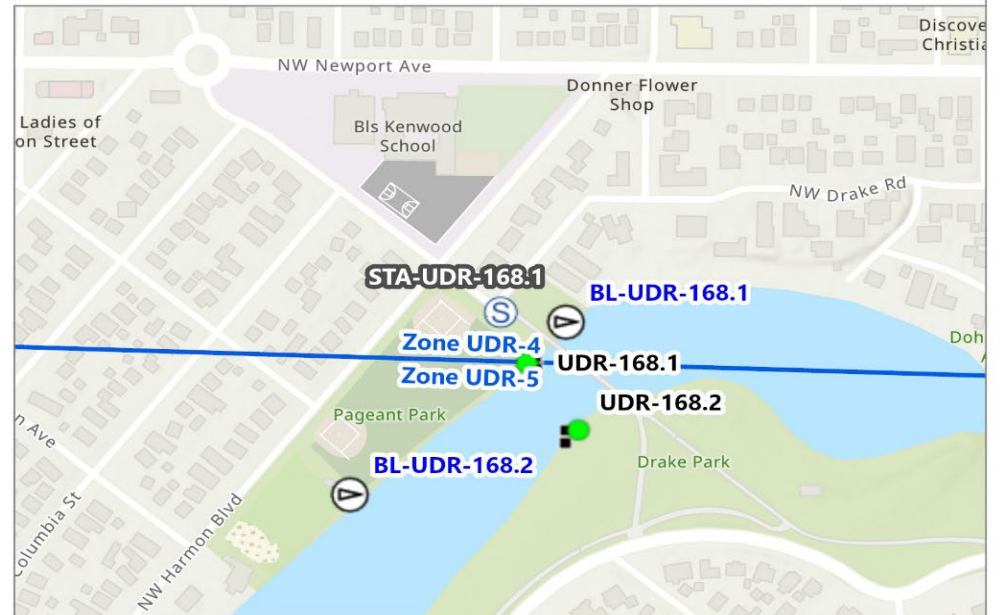 Discove
Christia
NW Newport Ave
Donner Flower
Shop
Ladies of
on Street
Bls Kenwood
School
NW Drake Rd
STA-UDR-168.1
S
BL-UDR-168.1
Zone UDR-4
UDR-168.1
Doh
Zone UDR-5
UDR-168.2
Pageant Park
n Ave
BL-UDR-168.2
Drake Park
Columbia St
NW Harmon Blvd